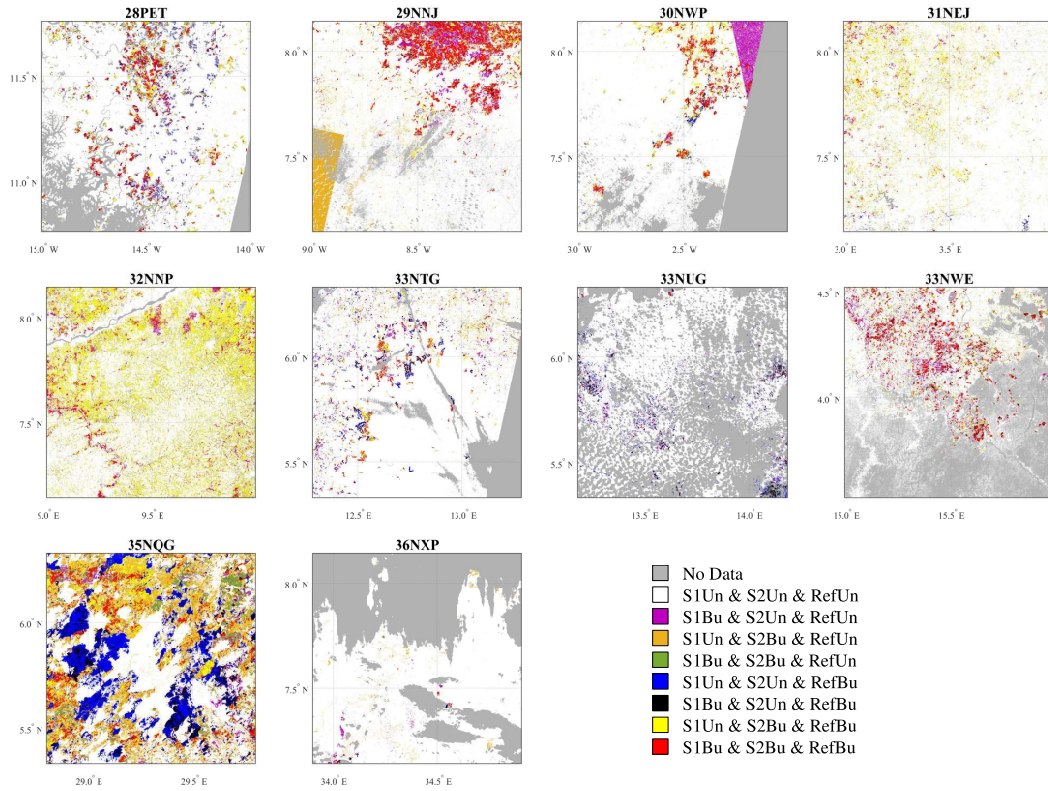 28PET 29NNJ 30NWP 31NEJ
11.5° N 11.0° N 15.0° W 14.5° W 14.0° W
8.0° N 7.5° N 9.0° W 8.5° W
8.0° N 7.5° N 3.0° W 2.5° W
8.0° N 7.5° N 3.0° E 3.5° E
32NNP 33NTG 33NUG 33NWE
8.0° N 7.5° N 9.0° E 9.5° E
6.0° N 5.5° N 12.5° E 13.0° E
6.0° N 5.5° N 13.5° E 14.0° E
4.5° N 4.0° N 15.0° E 15.5° E
35NQG 36NXP
6.0° N 5.5° N 29.0° E 29.5° E
8.0° N 7.5° N 34.0° E 34.5° E
No Data
S1Un & S2Un & RefUn
S1Bu & S2Un & RefUn
S1Un & S2Bu & RefUn
S1Bu & S2Bu & RefUn
S1Un & S2Un & RefBu
S1Bu & S2Un & RefBu
S1Un & S2Bu & RefBu
S1Bu & S2Bu & RefBu